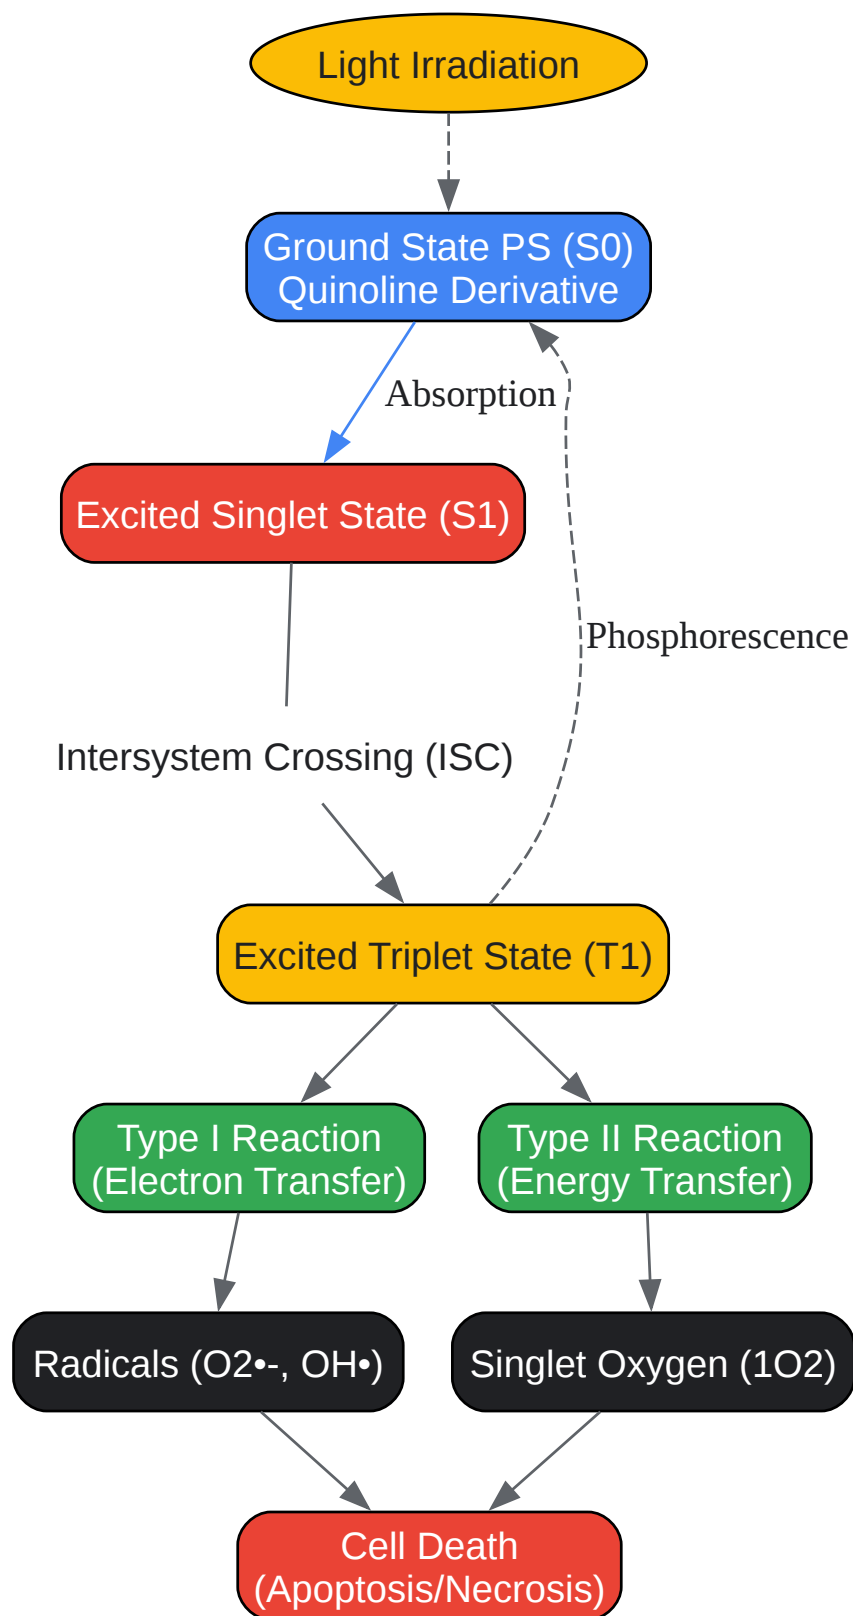 Light Irradiation
Ground State PS (S0)
Quinoline Derivative
Absorption
Excited Singlet State (S1)
Phosphorescence
Intersystem Crossing (ISC)
Excited Triplet State (T1)
Type I Reaction
(Electron Transfer)
Type II Reaction
(Energy Transfer)
Radicals (O2•-, OH•)
Singlet Oxygen (1O2)
Cell Death
(Apoptosis/Necrosis)